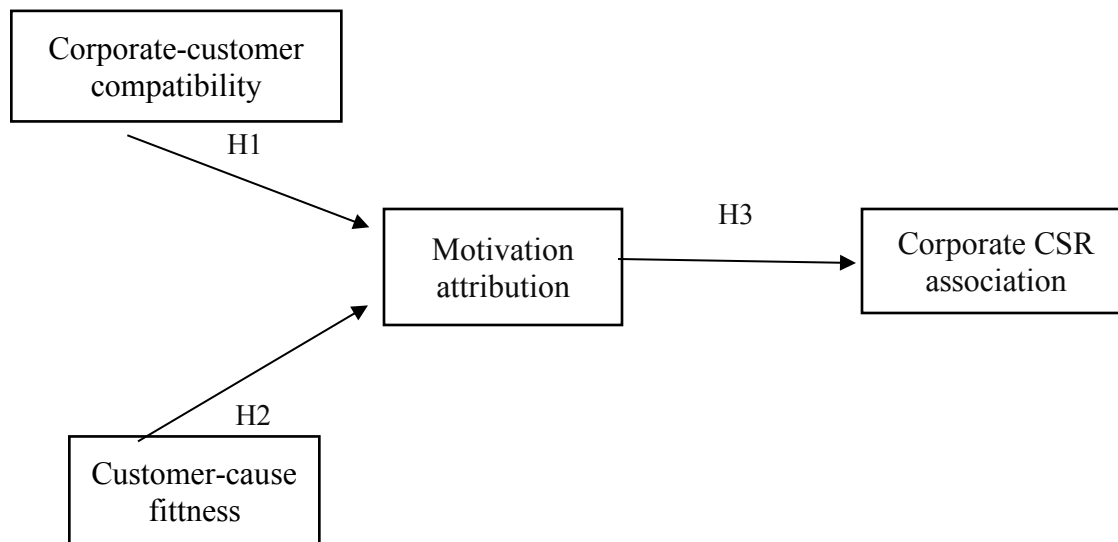 Corporate-customer
compatibility
H1
Motivation
attribution
H3
Corporate CSR
association
H2
Customer-cause
fittness